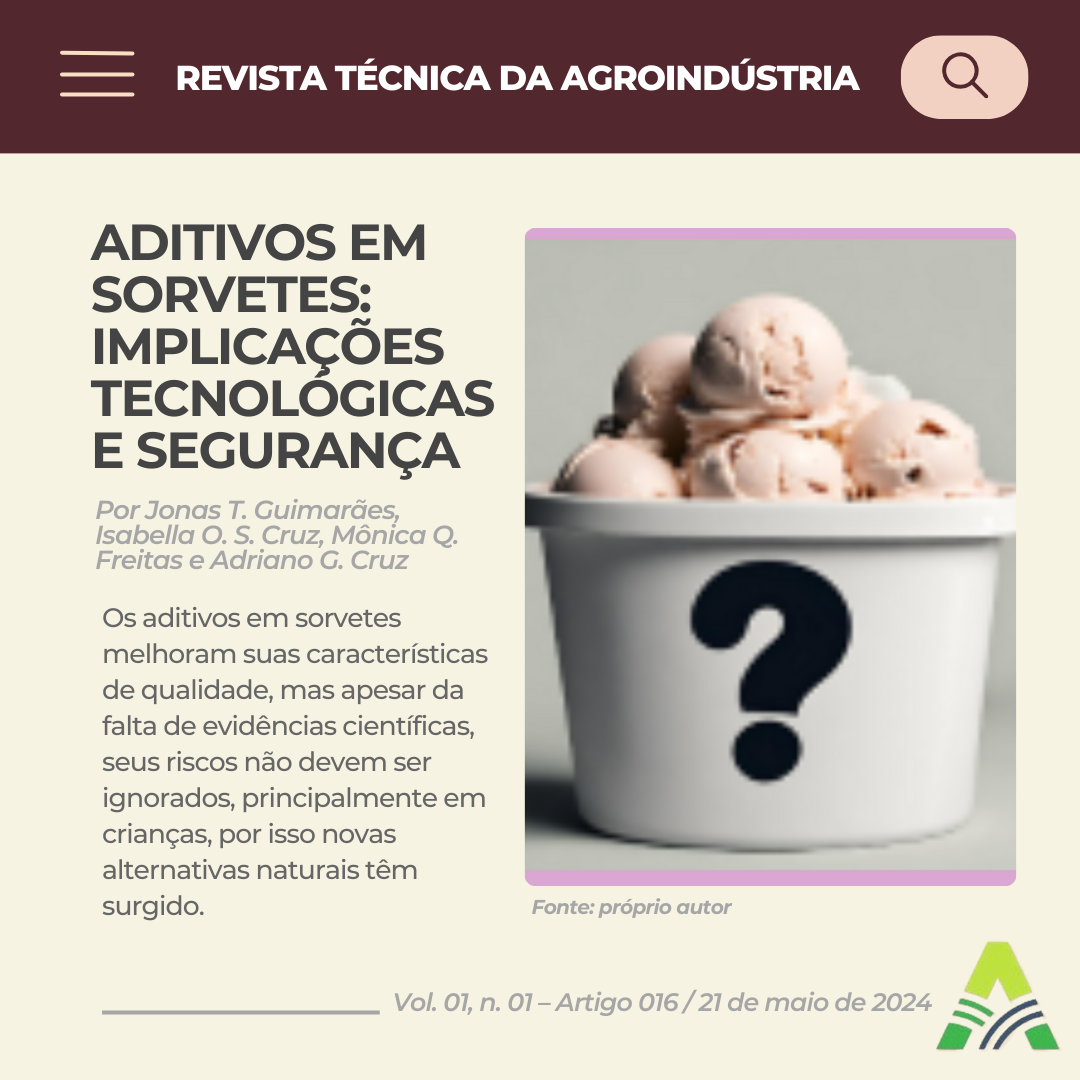 REVISTA TÉCNICA DA AGROINDÚSTRIA
ADITIVOS EM
SORVETES:
IMPLICAÇÕES
TECNOLÓGICAS
E SEGURANÇA
Por Jonas T. Guimarães,
Isabella O. S. Cruz, Mônica Q.
Freitas e Adriano G. Cruz
Os aditivos em sorvetes
melhoram suas características
de qualidade, mas apesar da
falta de evidências científicas,
seus riscos não devem ser
ignorados, principalmente em
crianças, por isso novas
alternativas naturais têm
surgido.
?
Fonte: próprio autor
Vol. 01, n. 01 – Artigo 016 / 21 de maio de 2024